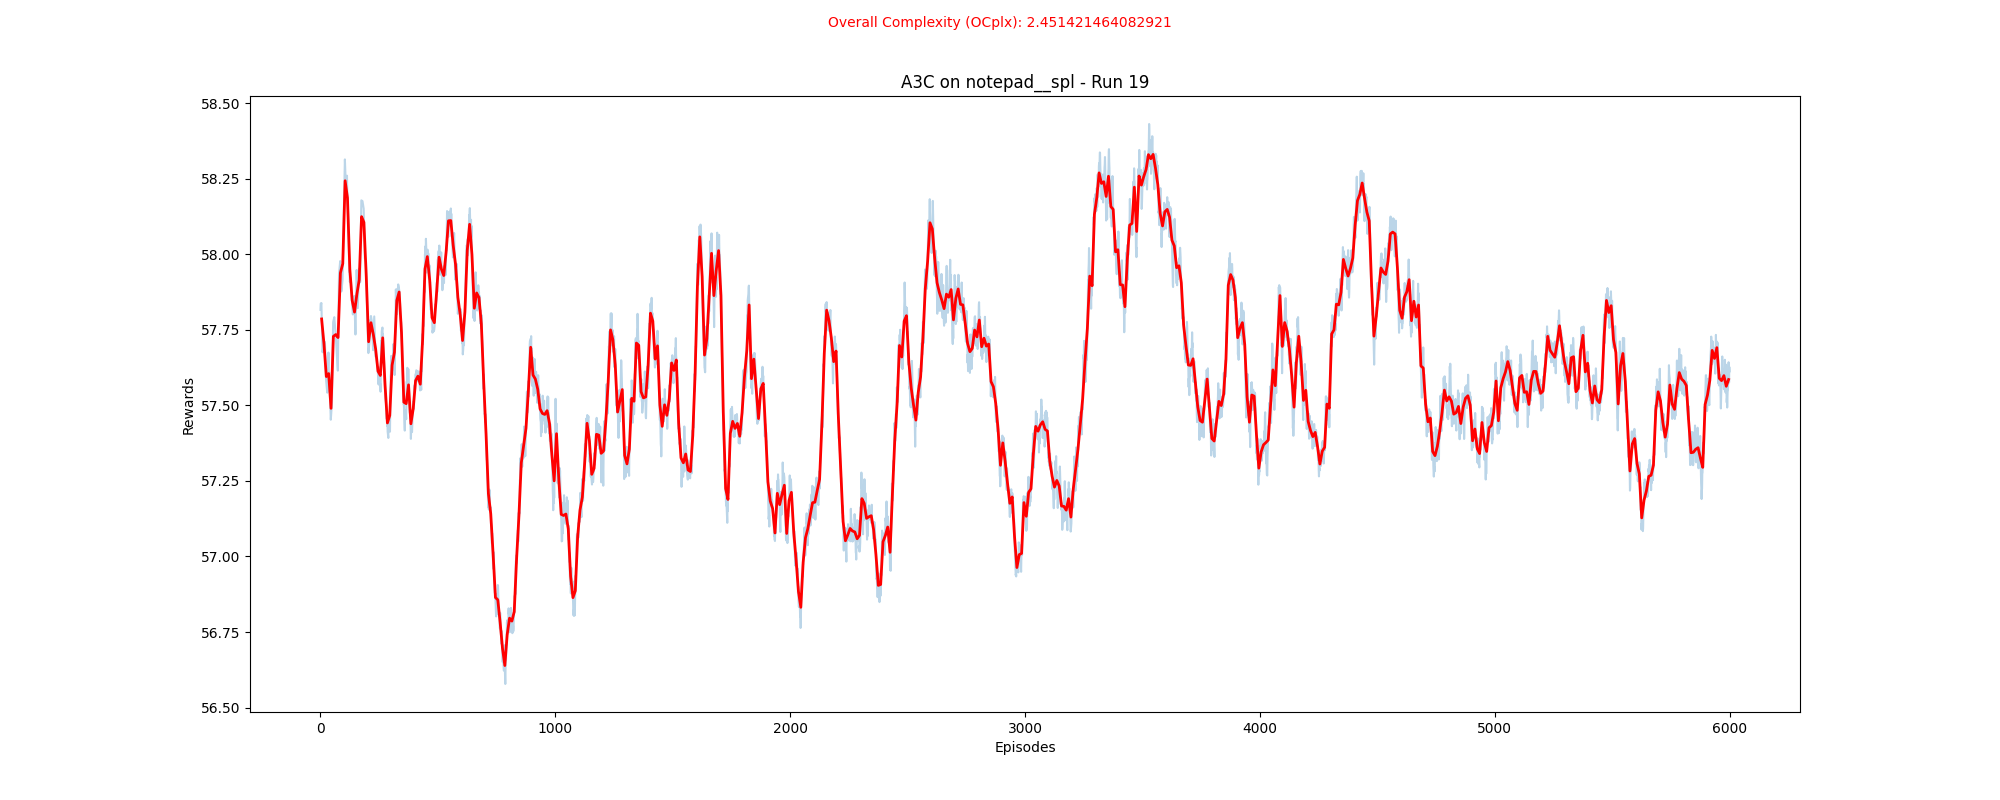 Overall Complexity (OCplx): 2.451421464082921
A3C on notepad__spl - Run 19
58.50
58.25
58.00
57.75
57.50
57.25
57.00
56.75
56.50
Rewards
0 1000 2000 3000 4000 5000 6000
Episodes